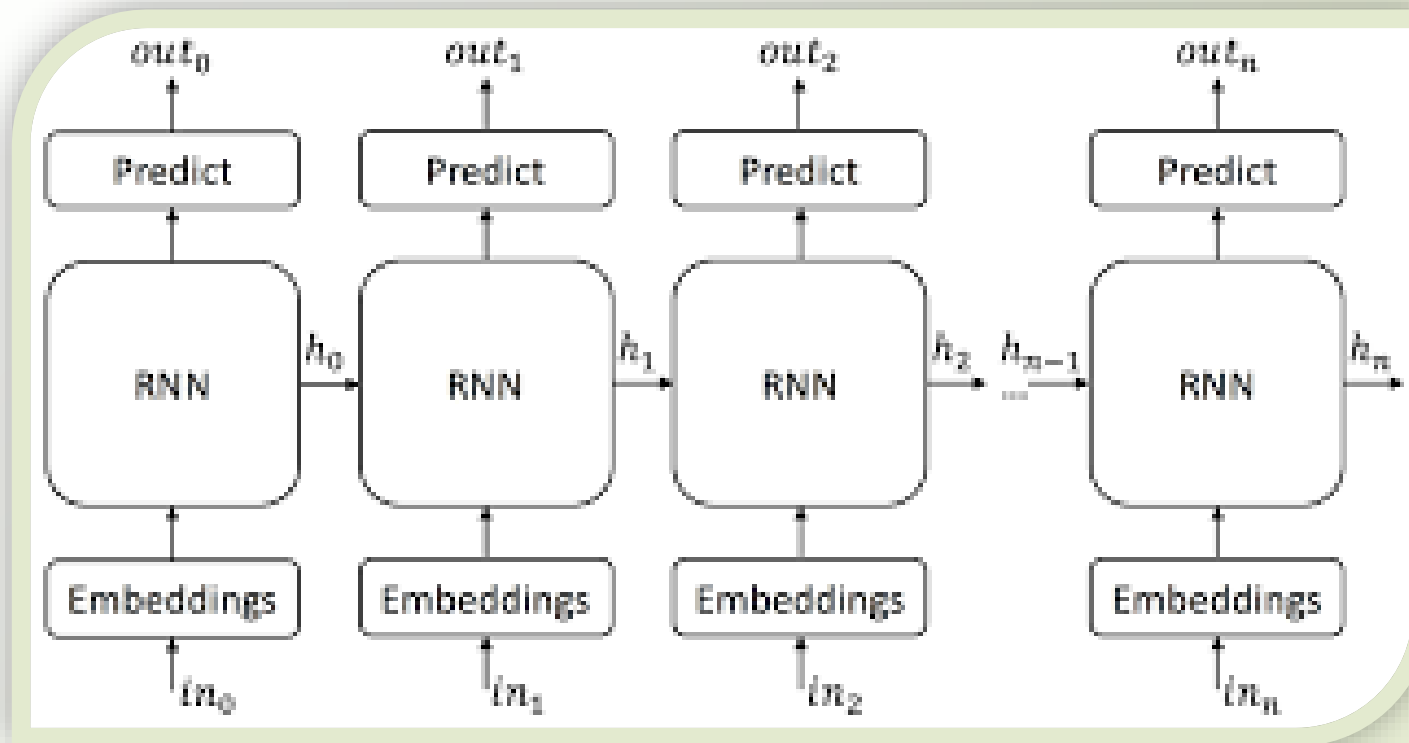 out₀ out₁ out₂ outₙ
Predict Predict Predict Predict
h₀ h₁ h₂ hₙ₋₁ hₙ
RNN RNN RNN ... RNN
Embeddings Embeddings Embeddings Embeddings
in₀ in₁ in₂ inₙ